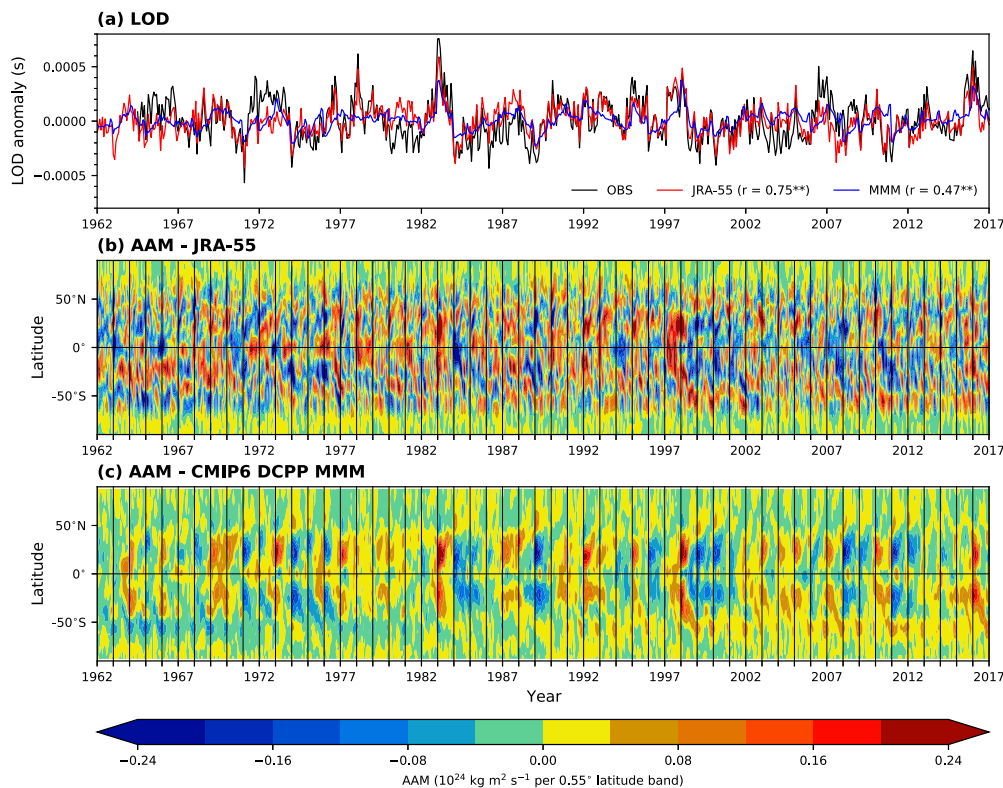 (a) LOD
LOD anomaly (s)
0.0005
0.0000
−0.0005
OBS JRA-55 (r = 0.75**) MMM (r = 0.47**)
1962 1967 1972 1977 1982 1987 1992 1997 2002 2007 2012 2017
(b) AAM - JRA-55
Latitude
50°N
0°
-50°S
1962 1967 1972 1977 1982 1987 1992 1997 2002 2007 2012 2017
(c) AAM - CMIP6 DCPP MMM
Latitude
50°N
0°
-50°S
1962 1967 1972 1977 1982 1987 1992 1997 2002 2007 2012 2017
Year
−0.24 −0.16 −0.08 0.00 0.08 0.16 0.24
AAM (10²⁴ kg m² s⁻¹ per 0.55° latitude band)